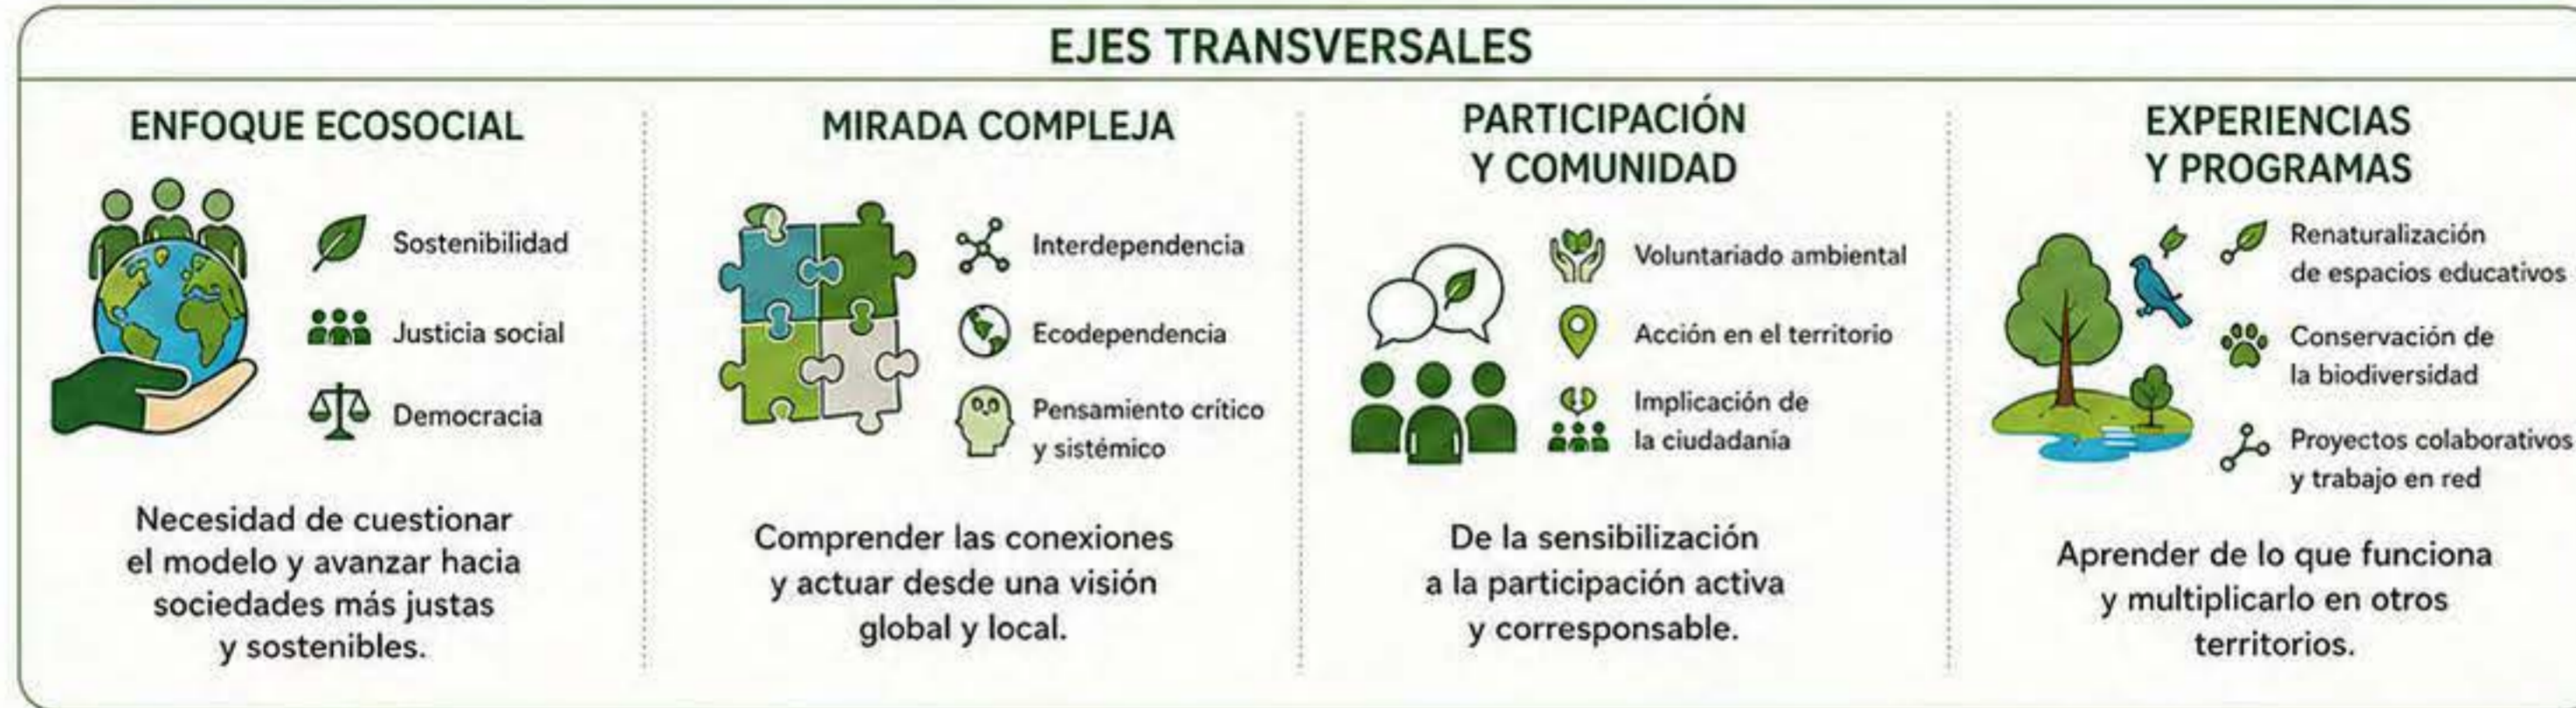 EJES TRANSVERSALES
ENFOQUE ECOSOCIAL
Sostenibilidad
Justicia social
Democracia
Necesidad de cuestionar
el modelo y avanzar hacia
sociedades más justas
y sostenibles.
MIRADA COMPLEJA
Interdependencia
Ecodependencia
Pensamiento crítico
y sistémico
Comprender las conexiones
y actuar desde una visión
global y local.
PARTICIPACIÓN
Y COMUNIDAD
Voluntariado ambiental
Acción en el territorio
Implicación de
la ciudadanía
De la sensibilización
a la participación activa
y corresponsable.
EXPERIENCIAS
Y PROGRAMAS
Renaturalización
de espacios educativos
Conservación de
la biodiversidad
Proyectos colaborativos
y trabajo en red
Aprender de lo que funciona
y multiplicarlo en otros
territorios.